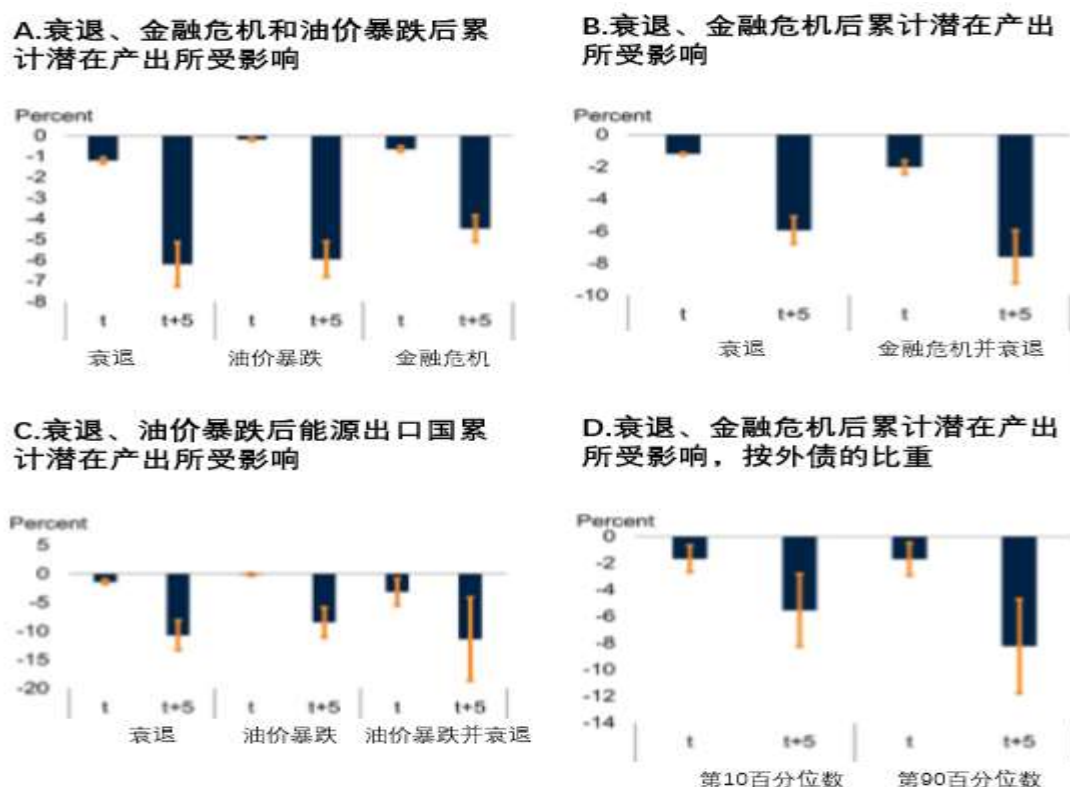 A.衰退、金融危机和油价暴跌后累
计潜在产出所受影响
Percent
0
-1
-2
-3
-4
-5
-6
-7
-8
t t+5 t t+5 t t+5
衰退 油价暴跌 金融危机
B.衰退、金融危机后累计潜在产出
所受影响
Percent
0
-2
-4
-6
-8
-10
t t+5 t t+5
衰退 金融危机并衰退
C.衰退、油价暴跌后能源出口国累
计潜在产出所受影响
Percent
5
0
-5
-10
-15
-20
t t+5 t t+5 t t+5
衰退 油价暴跌 油价暴跌并衰退
D.衰退、金融危机后累计潜在产出
所受影响，按外债的比重
Percent
0
-2
-4
-6
-8
-10
-12
-14
t t+5 t t+5
第10百分位数 第90百分位数